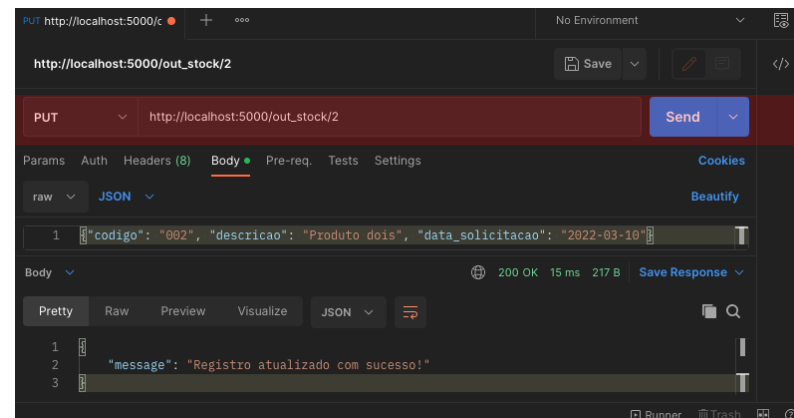 PUT http://localhost:5000/c + ooo No Environment
http://localhost:5000/out_stock/2 Save
PUT http://localhost:5000/out_stock/2 Send
Params Auth Headers (8) Body Pre-req. Tests Settings Cookies
raw JSON Beautify
1 {"codigo": "002", "descricao": "Produto dois", "data_solicitacao": "2022-03-10"}
Body 200 OK 15 ms 217 B Save Response
Pretty Raw Preview Visualize JSON
1 {
2 "message": "Registro atualizado com sucesso!"
3 }
Runner Trash